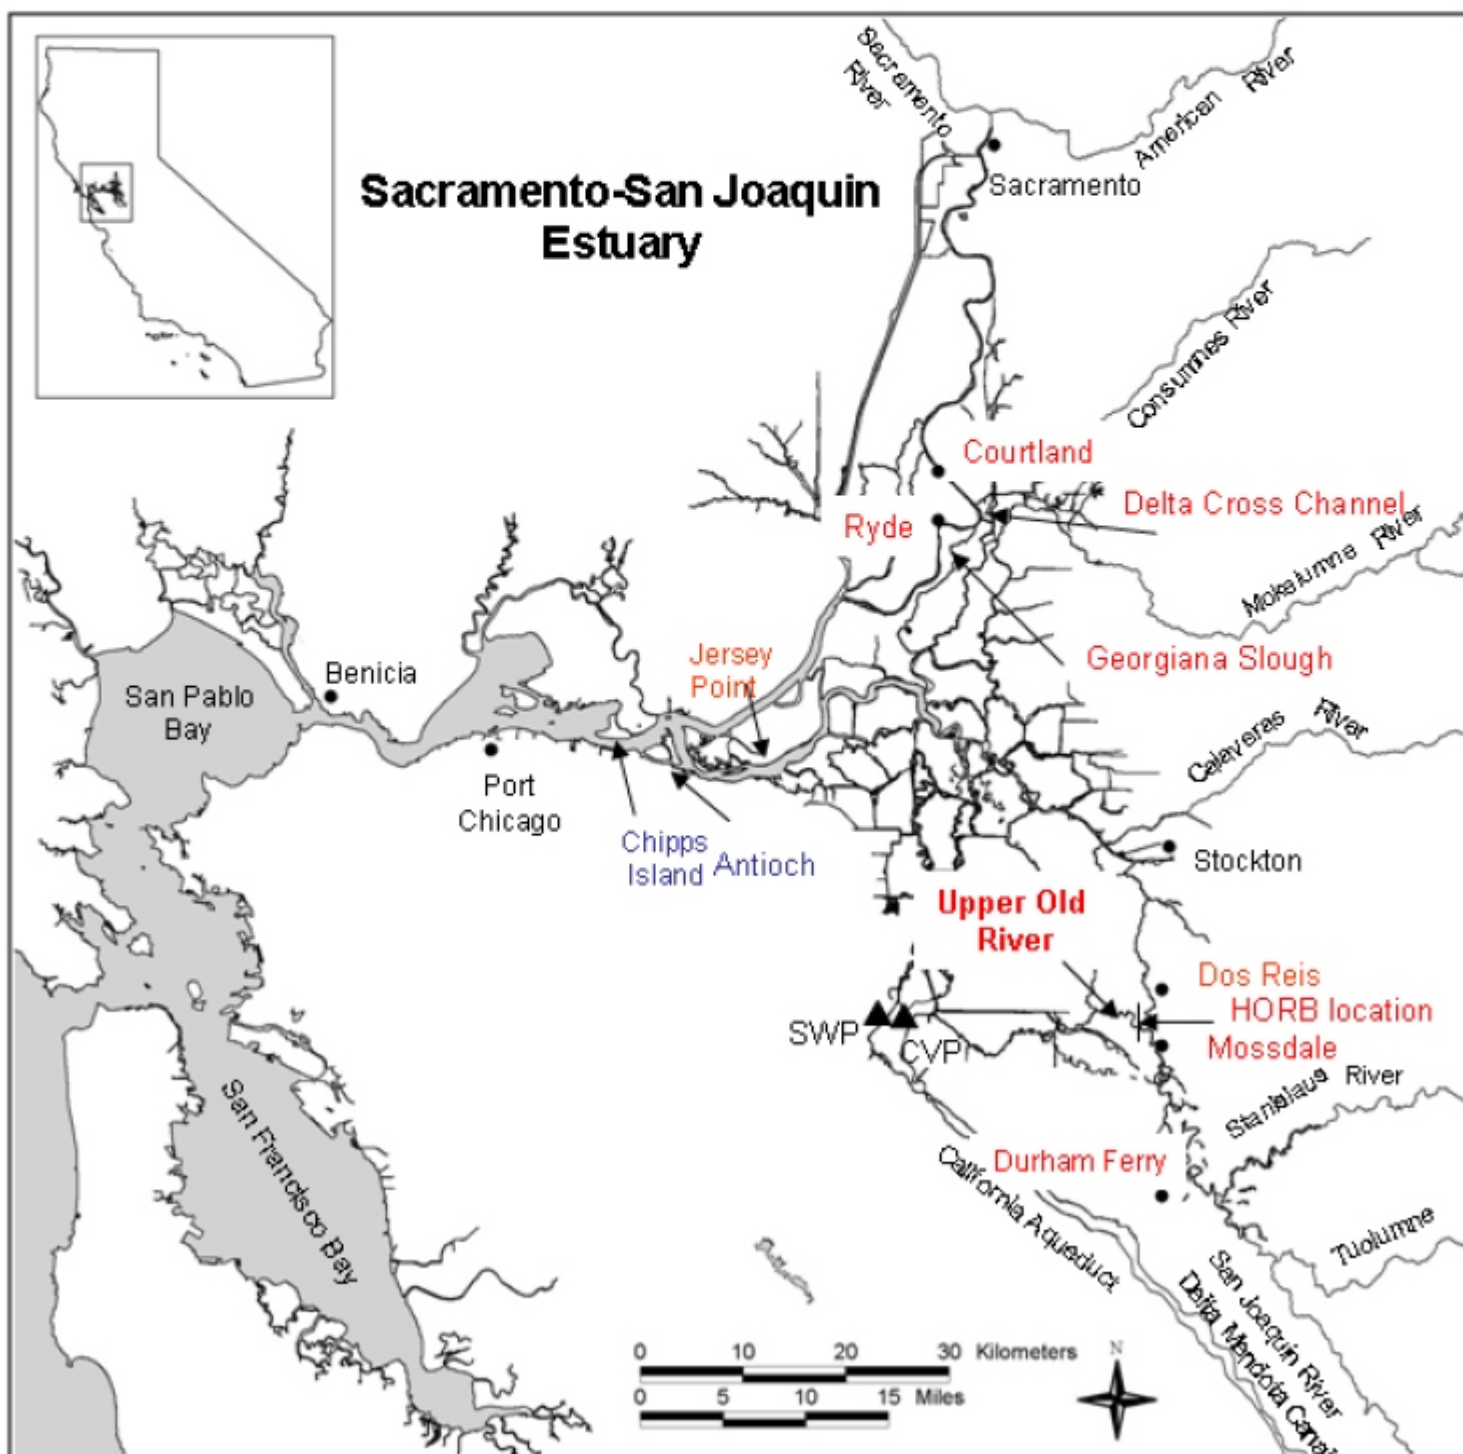 Sacramento
River
American River
Sacramento-San Joaquin
Estuary
Sacramento
Consumnes River
Courtland
Delta Cross Channel
Ryde
Mokelumne River
Jersey
Point
Georgiana Slough
Benicia
San Pablo
Bay
Calaveras River
Port
Chicago
Chipps
Island
Antioch
Stockton
Upper Old
River
Dos Reis
HORB location
SWP
CVP
Mossdale
Stanislaus River
San Francisco Bay
Durham Ferry
California Aqueduct
Tuolumne
San Joaquin River
Delta Mendota Canal
0 10 20 30 Kilometers
0 5 10 15 Miles
N